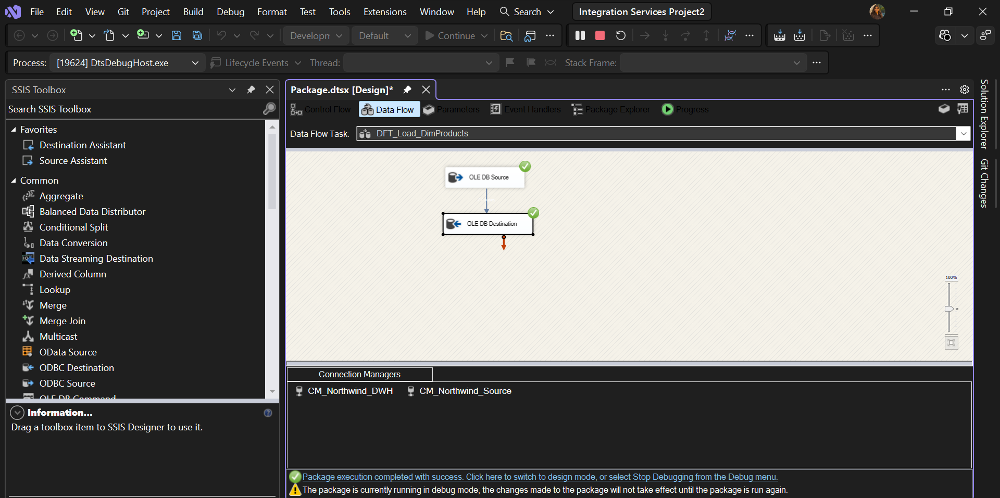 File Edit View Git Project Build Debug Format Test Tools Extensions Window Help Search Integration Services Project2
Default Continue
Process: [19624] DtsDebugHost.exe Lifecycle Events Thread: Stack Frame:
SSIS Toolbox
Search SSIS Toolbox
Favorites
Destination Assistant
Source Assistant
Common
Aggregate
Balanced Data Distributor
Conditional Split
Data Conversion
Data Streaming Destination
Derived Column
Lookup
Merge
Merge Join
Multicast
OData Source
ODBC Destination
ODBC Source
OLE DB Command
Information...
Drag a toolbox item to SSIS Designer to use it.
Package.dtsx [Design]*
Control Flow Data Flow Parameters Event Handlers Package Explorer Progress
Data Flow Task: DFT_Load_DimProducts
OLE DB Source
OLE DB Destination
100%
Connection Managers
CM_Northwind_DWH CM_Northwind_Source
Package execution completed with success. Click here to switch to design mode, or select Stop Debugging from the Debug menu.
The package is currently running in debug mode; the changes made to the package will not take effect until the package is run again.
Solution Explorer
Git Changes